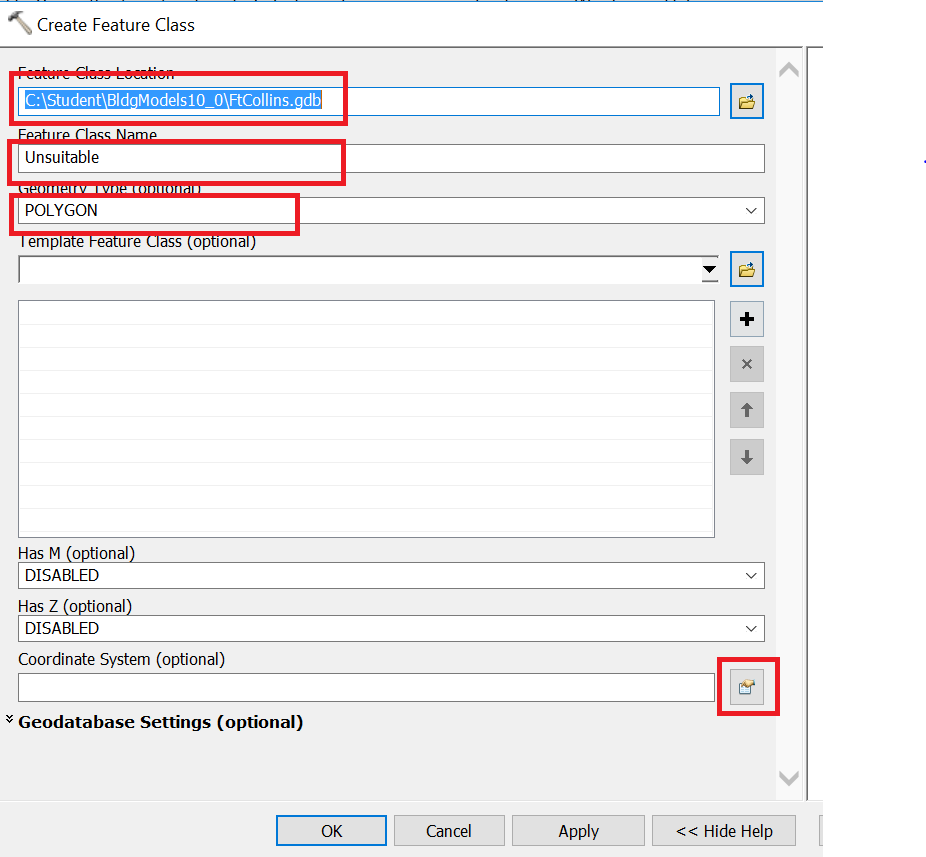 Create Feature Class
Feature Class Location
C:\Student\BldgModels10_0\FtCollins.gdb
Feature Class Name
Unsuitable
Geometry Type (optional)
POLYGON
Template Feature Class (optional)
Has M (optional)
DISABLED
Has Z (optional)
DISABLED
Coordinate System (optional)
Geodatabase Settings (optional)
OK
Cancel
Apply
<< Hide Help